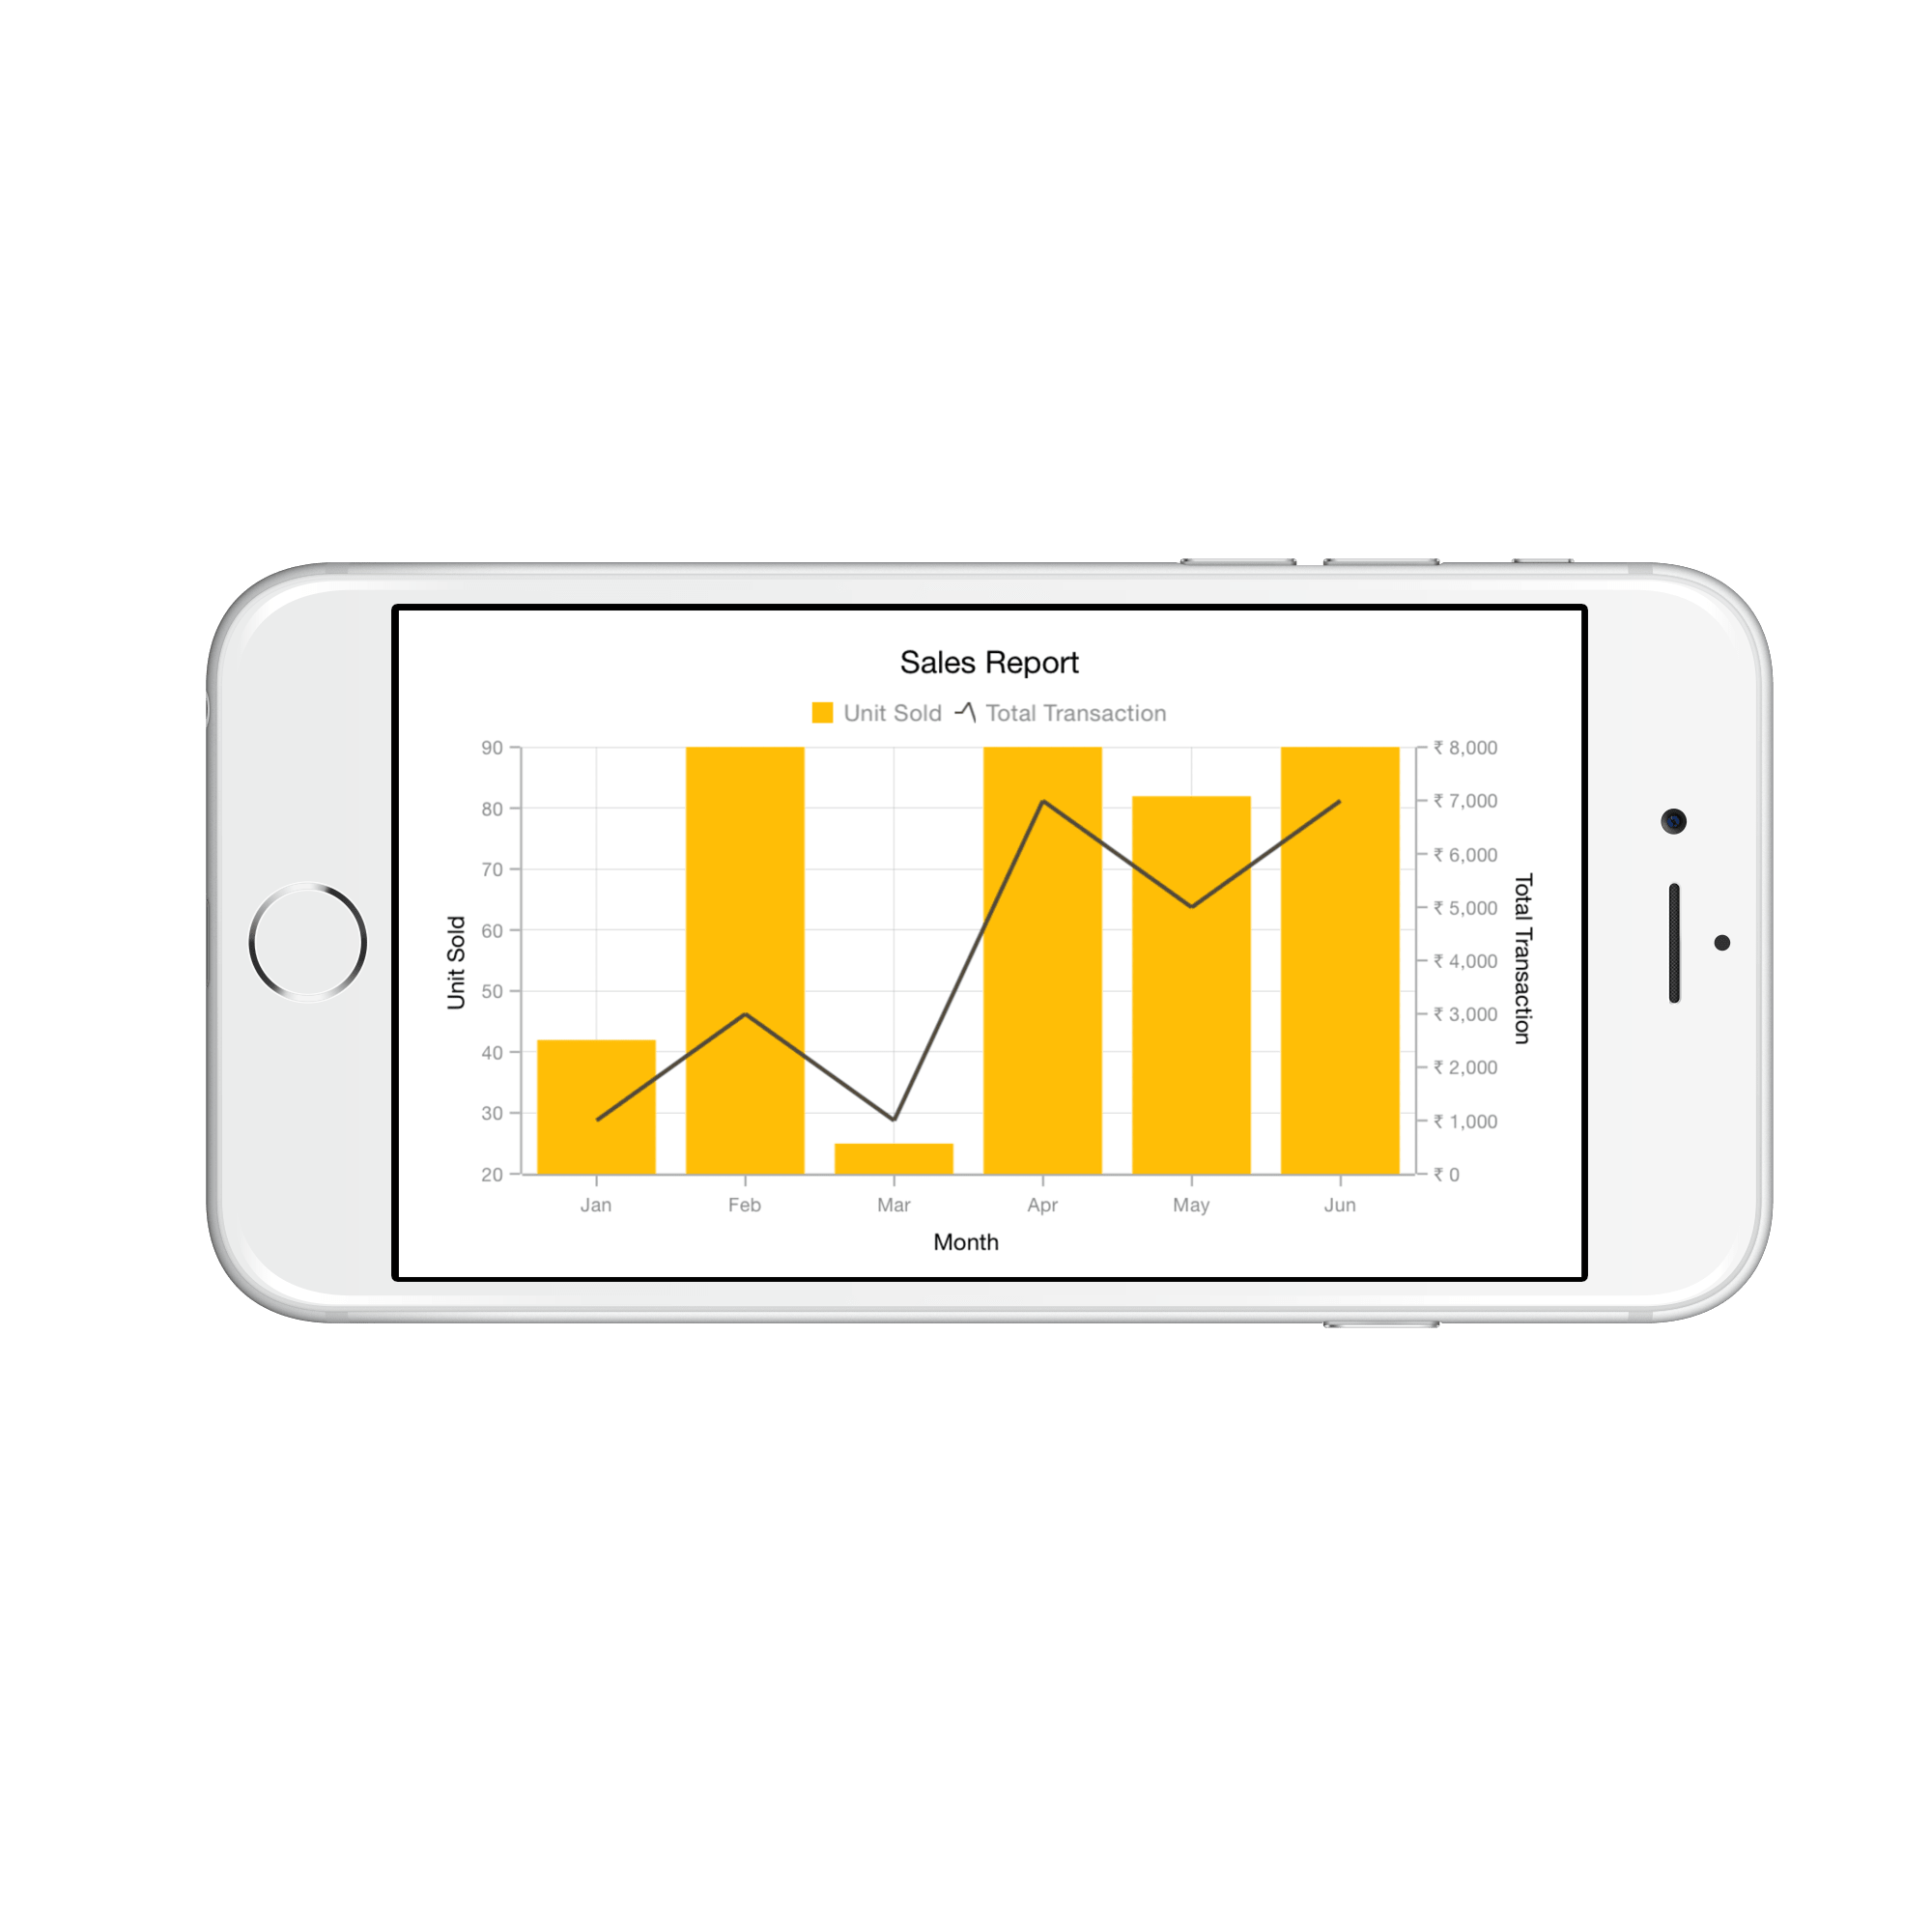 Sales Report
Unit Sold Total Transaction
90
80
70
60
50
40
30
20
Unit Sold
₹ 8,000
₹ 7,000
₹ 6,000
₹ 5,000
₹ 4,000
₹ 3,000
₹ 2,000
₹ 1,000
₹ 0
Total Transaction
Jan Feb Mar Apr May Jun
Month